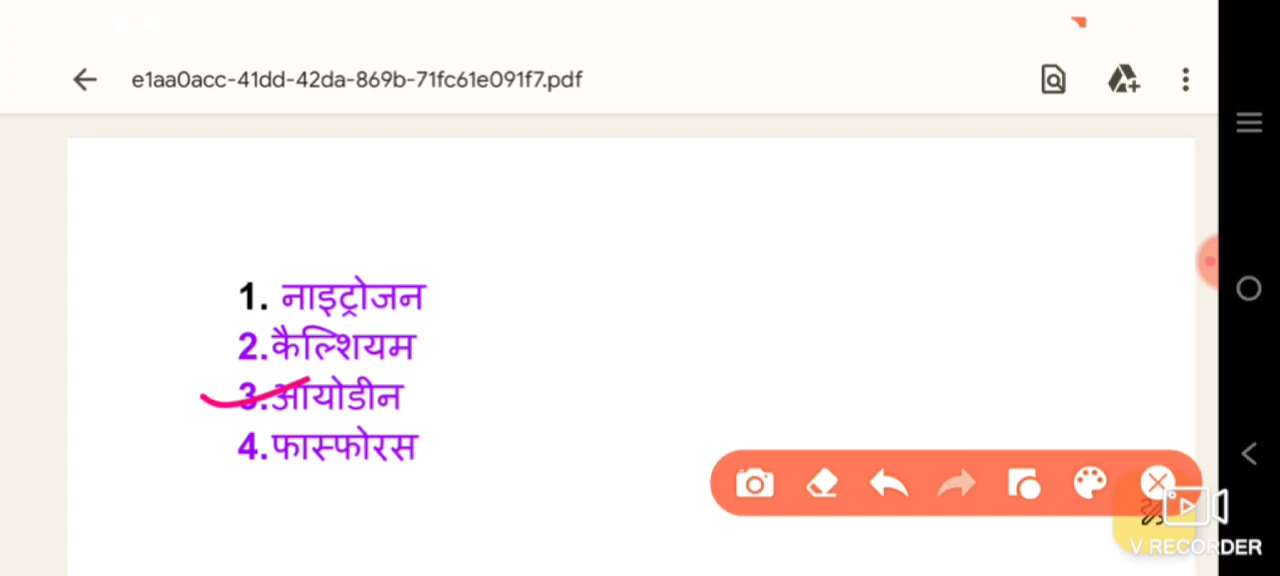 e1aa0acc-41dd-42da-869b-71fc61e091f7.pdf
1. नाइट्रोजन
2.कैल्शियम
3.आयोडीन
4.फास्फोरस
V RECORDER